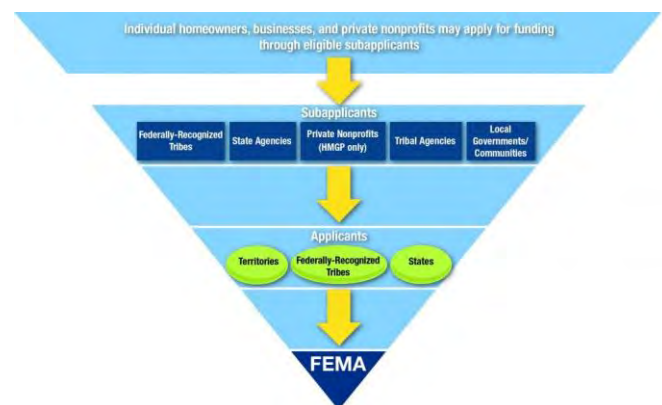 Individual homeowners, businesses, and private nonprofits may apply for funding
through eligible subapplicants
Subapplicants
Federally-Recognized
Tribes
State Agencies
Private Nonprofits
(HMGP only)
Tribal Agencies
Local
Governments/
Communities
Applicants
Territories
Federally-Recognized
Tribes
States
FEMA